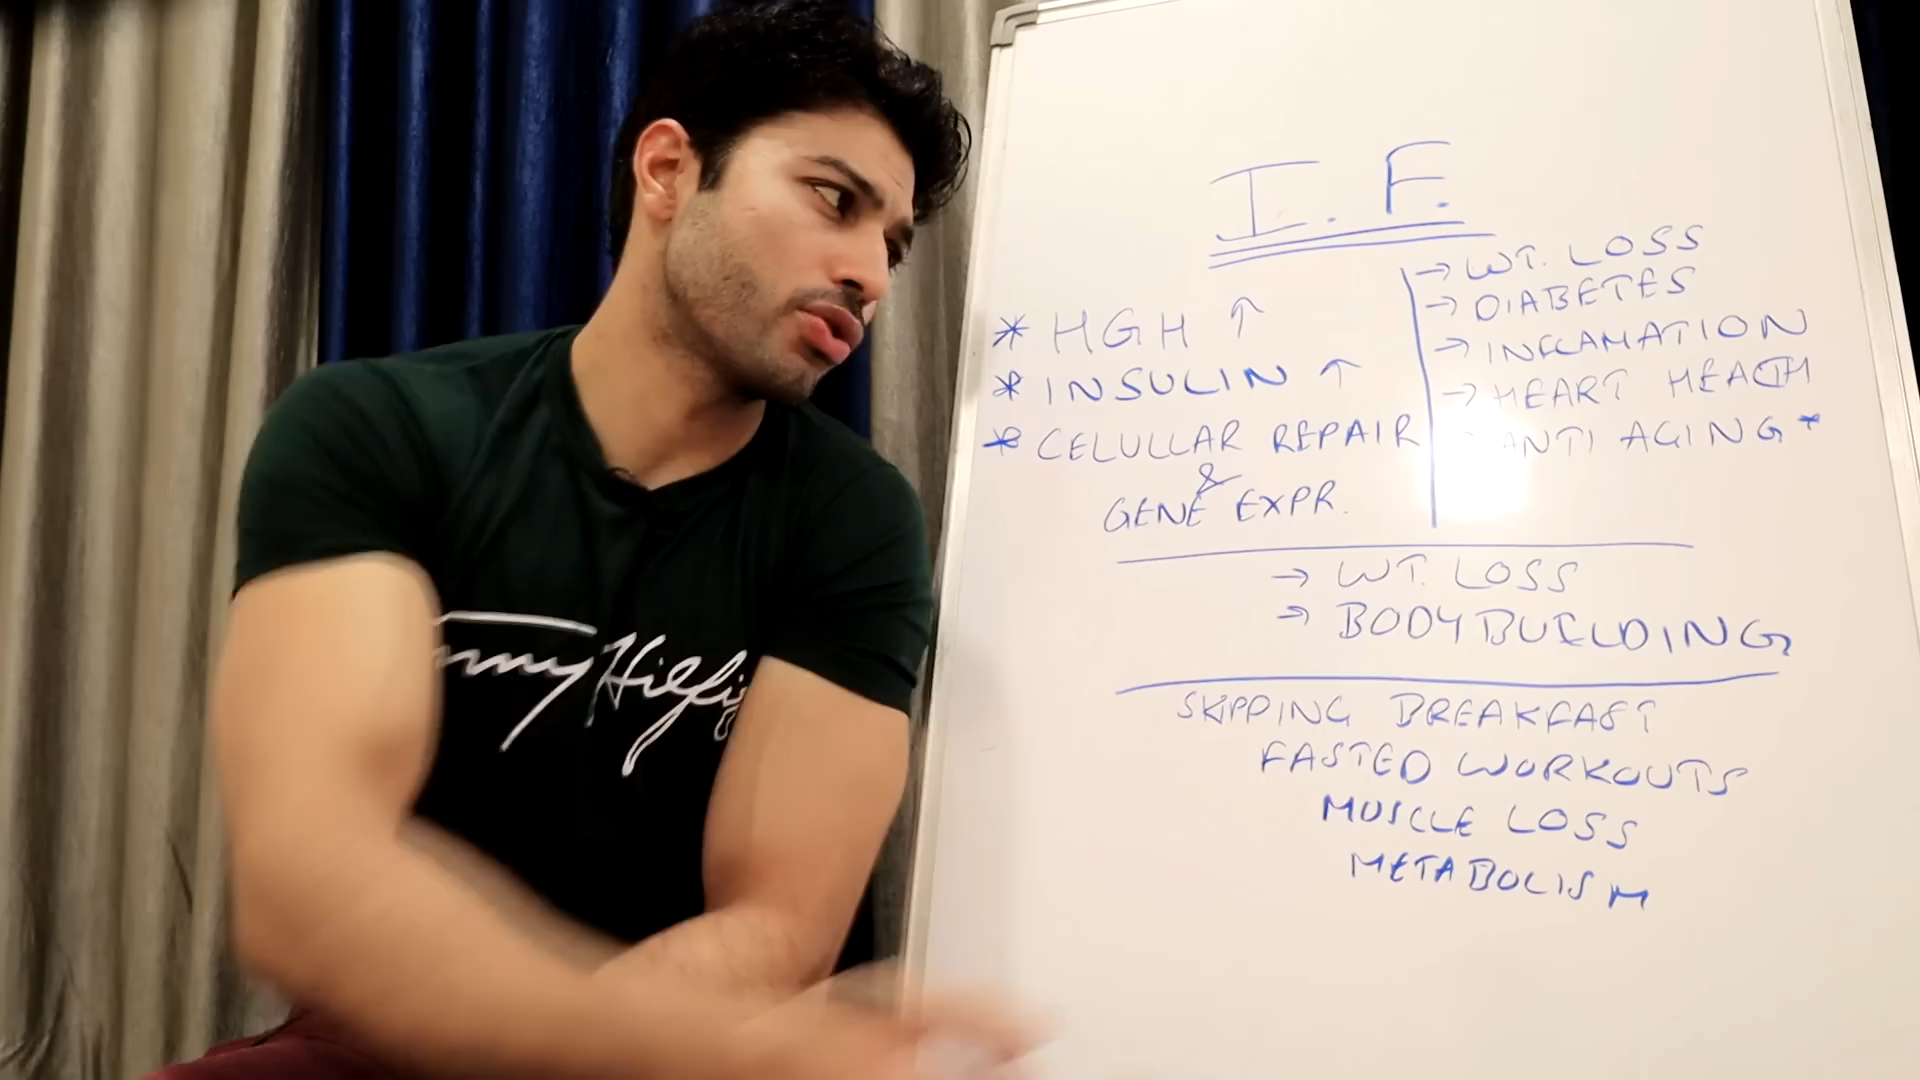 I. F.
* HGH ↑
* INSULIN ↑
* CELULLAR REPAIR
&
GENE EXPR.
→ WT. LOSS
→ DIABETES
→ INFLAMATION
→ HEART HEALTH
ANTI AGING *
→ WT. LOSS
→ BODYBUILDING
SKIPPING BREAKFAST
FASTED WORKOUTS
MUSCLE LOSS
METABOLISM